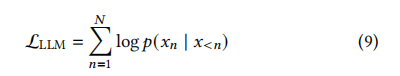 ℒ_LLM = ∑_{n=1}^{N} log p(x_n | x_{<n}) (9)